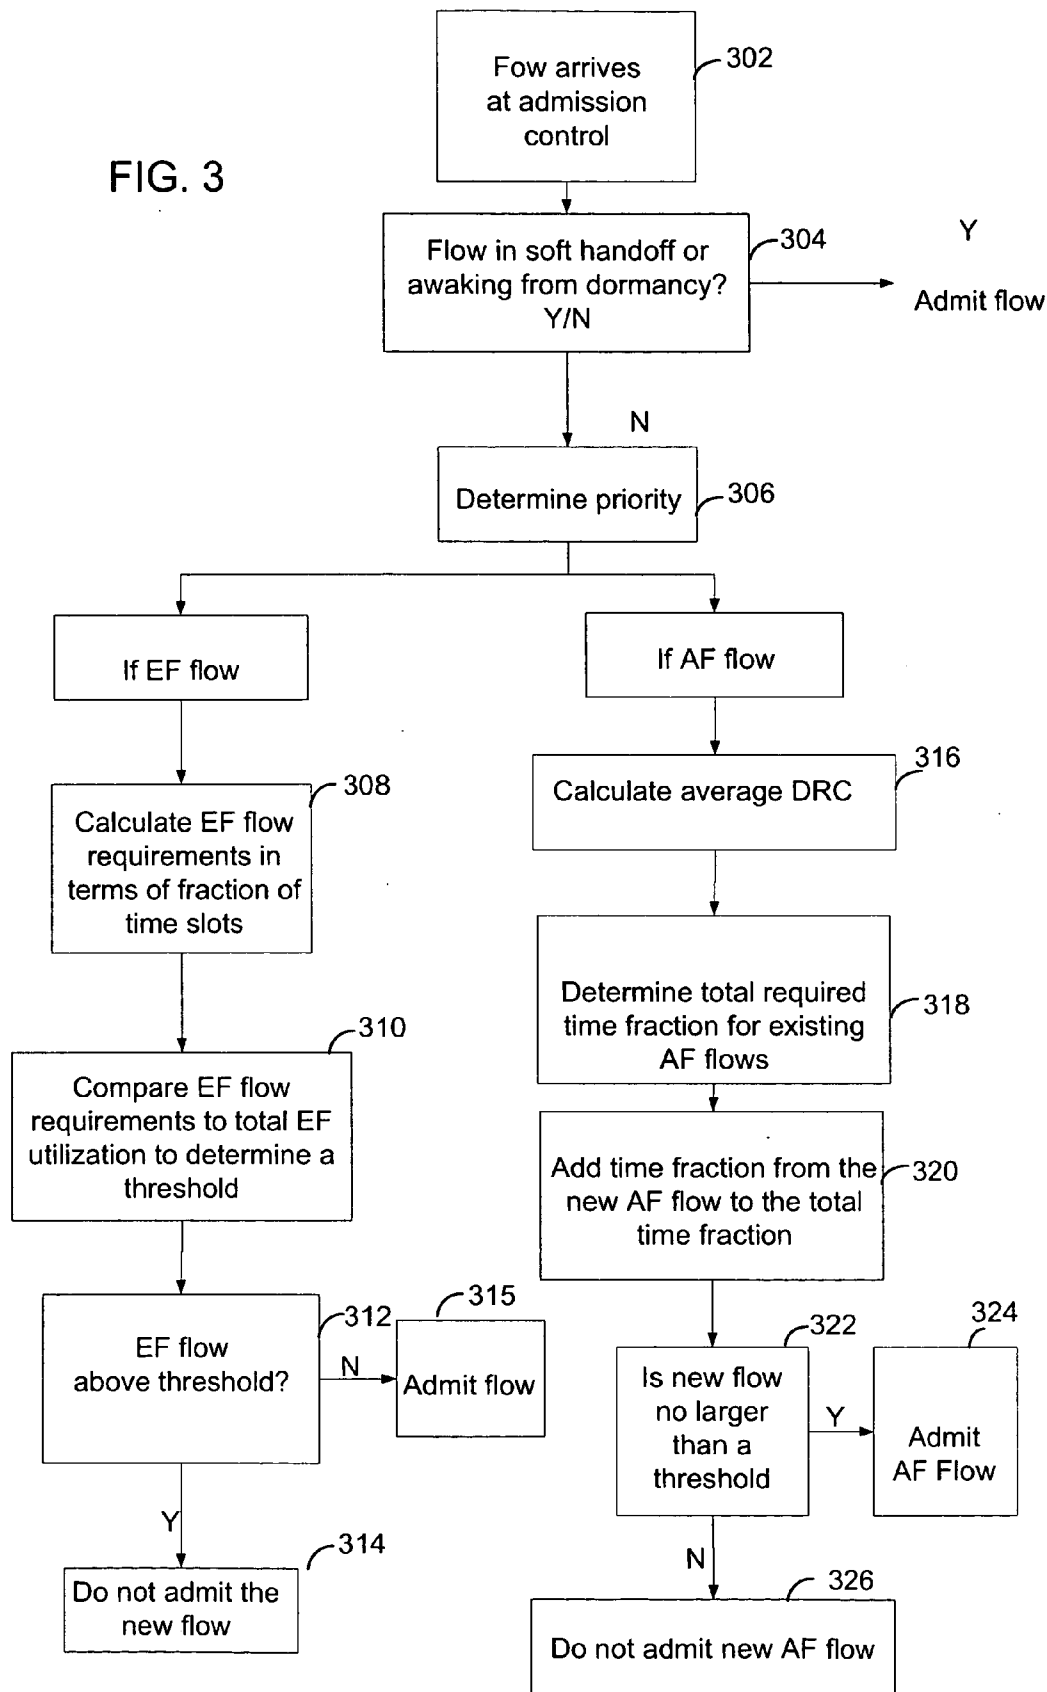 Fow arrives
at admission
control
302
FIG. 3
Flow in soft handoff or
awaking from dormancy?
Y/N
304
Y
Admit flow
N
Determine priority
306
If EF flow
If AF flow
308
Calculate EF flow
requirements in
terms of fraction of
time slots
316
Calculate average DRC
310
Compare EF flow
requirements to total EF
utilization to determine a
threshold
Determine total required
time fraction for existing
AF flows
318
Add time fraction from the
new AF flow to the total
time fraction
320
EF flow
above threshold?
312
N
315
Admit flow
Is new flow
no larger
than a
threshold
322
Y
324
Admit
AF Flow
Y
314
Do not admit the
new flow
N
326
Do not admit new AF flow